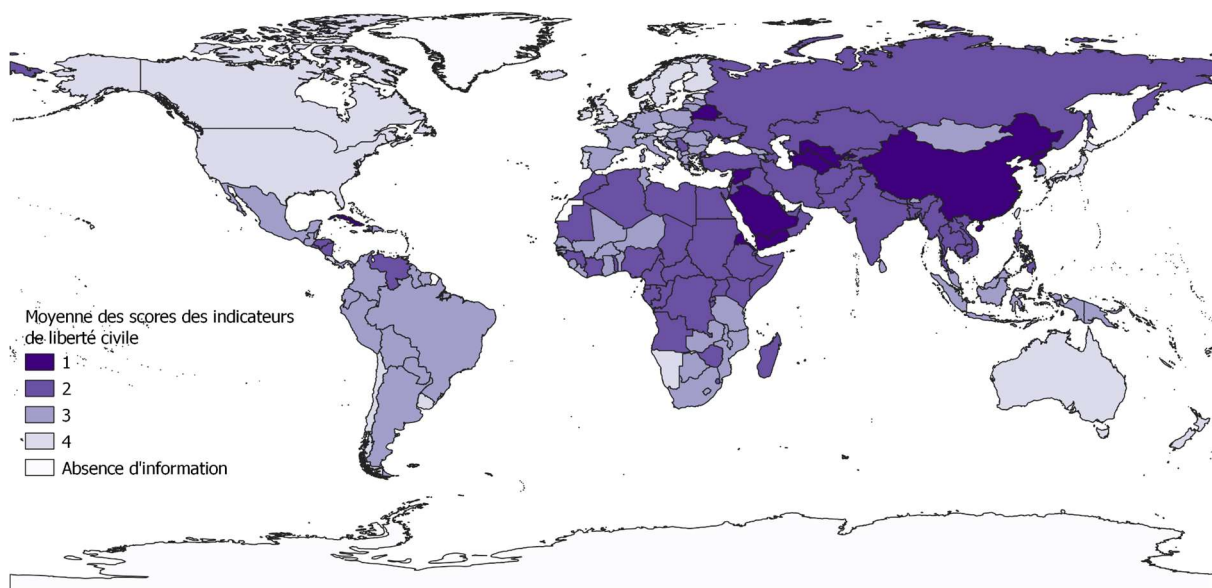 Moyenne des scores des indicateurs
de liberté civile
1
2
3
4
Absence d'information